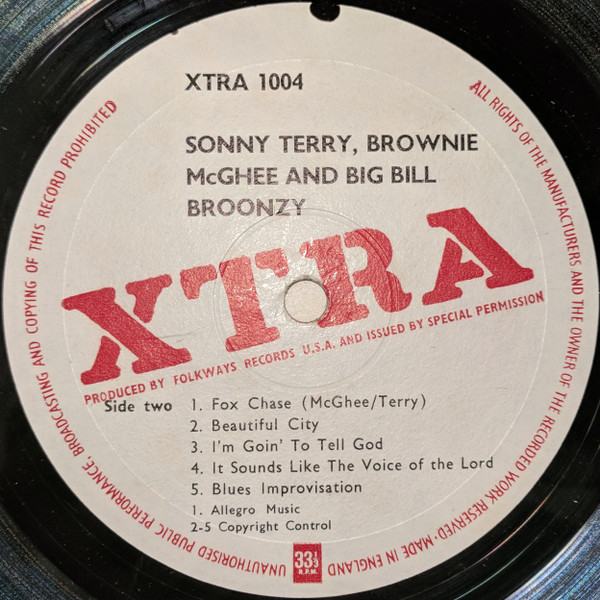 XTRA 1004
SONNY TERRY, BROWNIE
McGHEE AND BIG BILL
BROONZY
XTRA
PRODUCED BY FOLKWAYS RECORDS U.S.A. AND ISSUED BY SPECIAL PERMISSION
Side two
1. Fox Chase (McGhee/Terry)
2. Beautiful City
3. I'm Goin' To Tell God
4. It Sounds Like The Voice of the Lord
5. Blues Improvisation
1. Allegro Music
2-5 Copyright Control
33⅓
R.P.M.
ALL RIGHTS OF THE MANUFACTURERS AND THE OWNER OF THE RECORDED WORK RESERVED · MADE IN ENGLAND
UNAUTHORISED PUBLIC PERFORMANCE, BROADCASTING AND COPYING OF THIS RECORD PROHIBITED